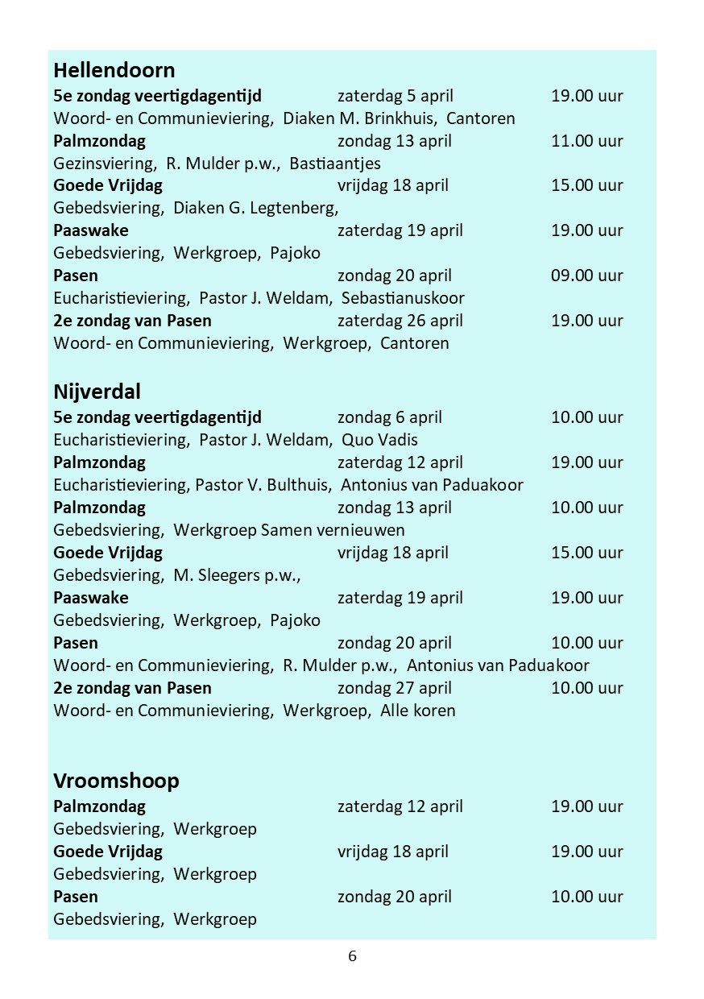 Hellendoorn
5e zondag veertigdagentijd zaterdag 5 april 19.00 uur
Woord- en Communieviering, Diaken M. Brinkhuis, Cantoren
Palmzondag zondag 13 april 11.00 uur
Gezinsviering, R. Mulder p.w., Bastiaantjes
Goede Vrijdag vrijdag 18 april 15.00 uur
Gebedsviering, Diaken G. Legtenberg,
Paaswake zaterdag 19 april 19.00 uur
Gebedsviering, Werkgroep, Pajoko
Pasen zondag 20 april 09.00 uur
Eucharistieviering, Pastor J. Weldam, Sebastianuskoor
2e zondag van Pasen zaterdag 26 april 19.00 uur
Woord- en Communieviering, Werkgroep, Cantoren
Nijverdal
5e zondag veertigdagentijd zondag 6 april 10.00 uur
Eucharistieviering, Pastor J. Weldam, Quo Vadis
Palmzondag zaterdag 12 april 19.00 uur
Eucharistieviering, Pastor V. Bulthuis, Antonius van Paduakoor
Palmzondag zondag 13 april 10.00 uur
Gebedsviering, Werkgroep Samen vernieuwen
Goede Vrijdag vrijdag 18 april 15.00 uur
Gebedsviering, M. Sleegers p.w.,
Paaswake zaterdag 19 april 19.00 uur
Gebedsviering, Werkgroep, Pajoko
Pasen zondag 20 april 10.00 uur
Woord- en Communieviering, R. Mulder p.w., Antonius van Paduakoor
2e zondag van Pasen zondag 27 april 10.00 uur
Woord- en Communieviering, Werkgroep, Alle koren
Vroomshoop
Palmzondag zaterdag 12 april 19.00 uur
Gebedsviering, Werkgroep
Goede Vrijdag vrijdag 18 april 19.00 uur
Gebedsviering, Werkgroep
Pasen zondag 20 april 10.00 uur
Gebedsviering, Werkgroep
6